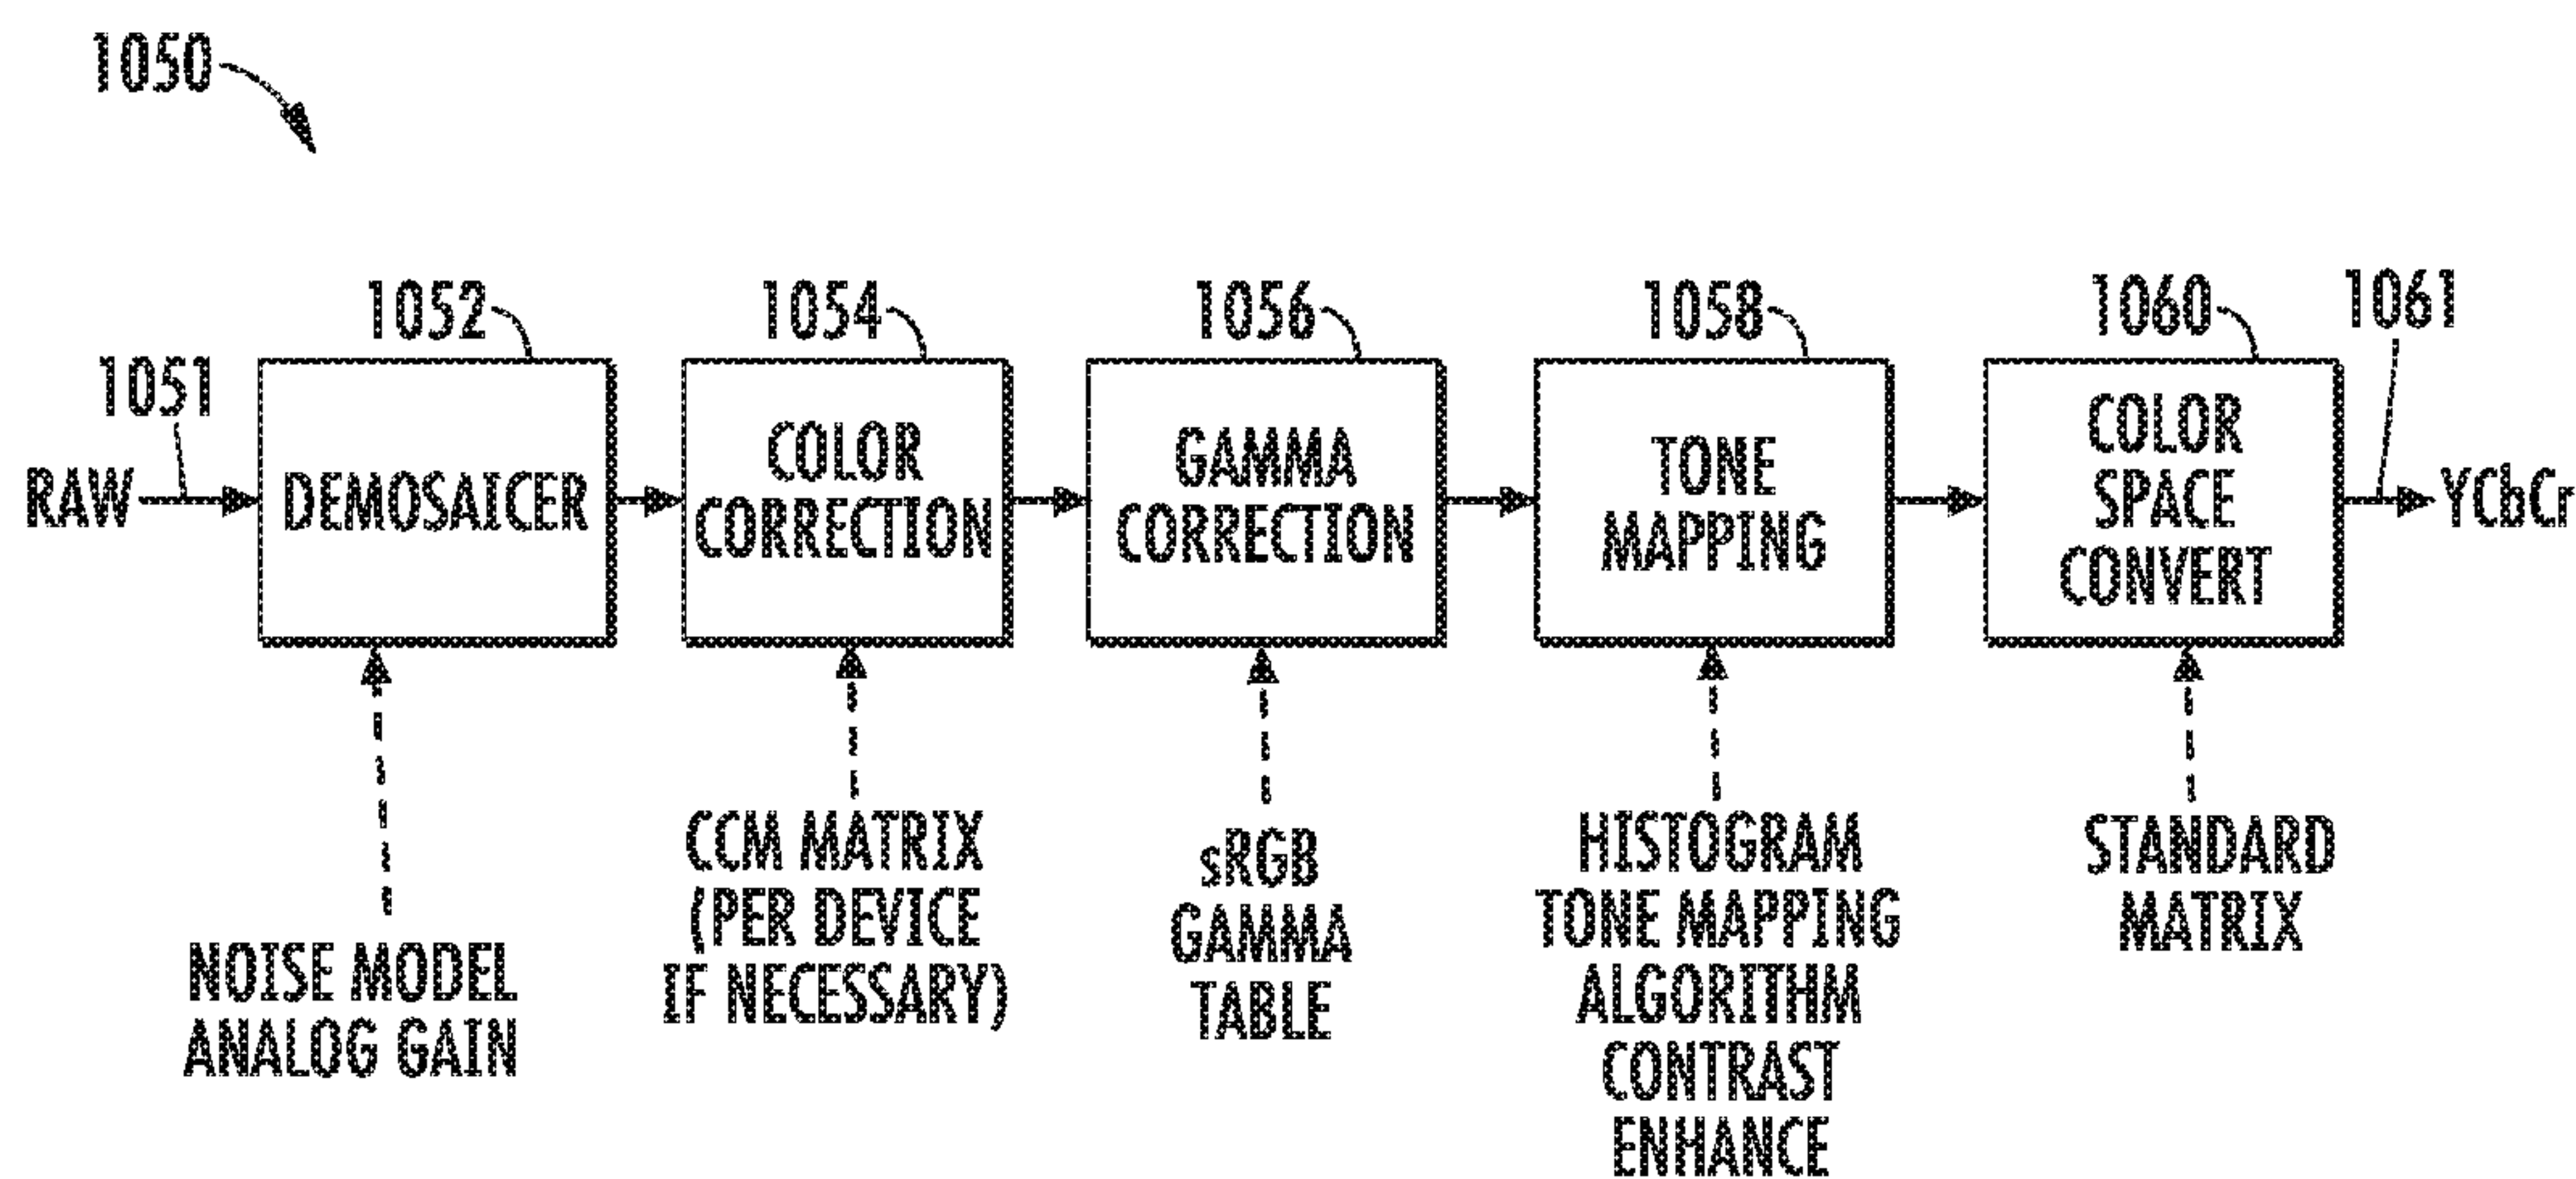 1050
1052
1054
1056
1058
1060
1061
1051
RAW
DEMOSAICER
COLOR
CORRECTION
GAMMA
CORRECTION
TONE
MAPPING
COLOR
SPACE
CONVERT
YCbCr
NOISE MODEL
ANALOG GAIN
CCM MATRIX
(PER DEVICE
IF NECESSARY)
sRGB
GAMMA
TABLE
HISTOGRAM
TONE MAPPING
ALGORITHM
CONTRAST
ENHANCE
STANDARD
MATRIX